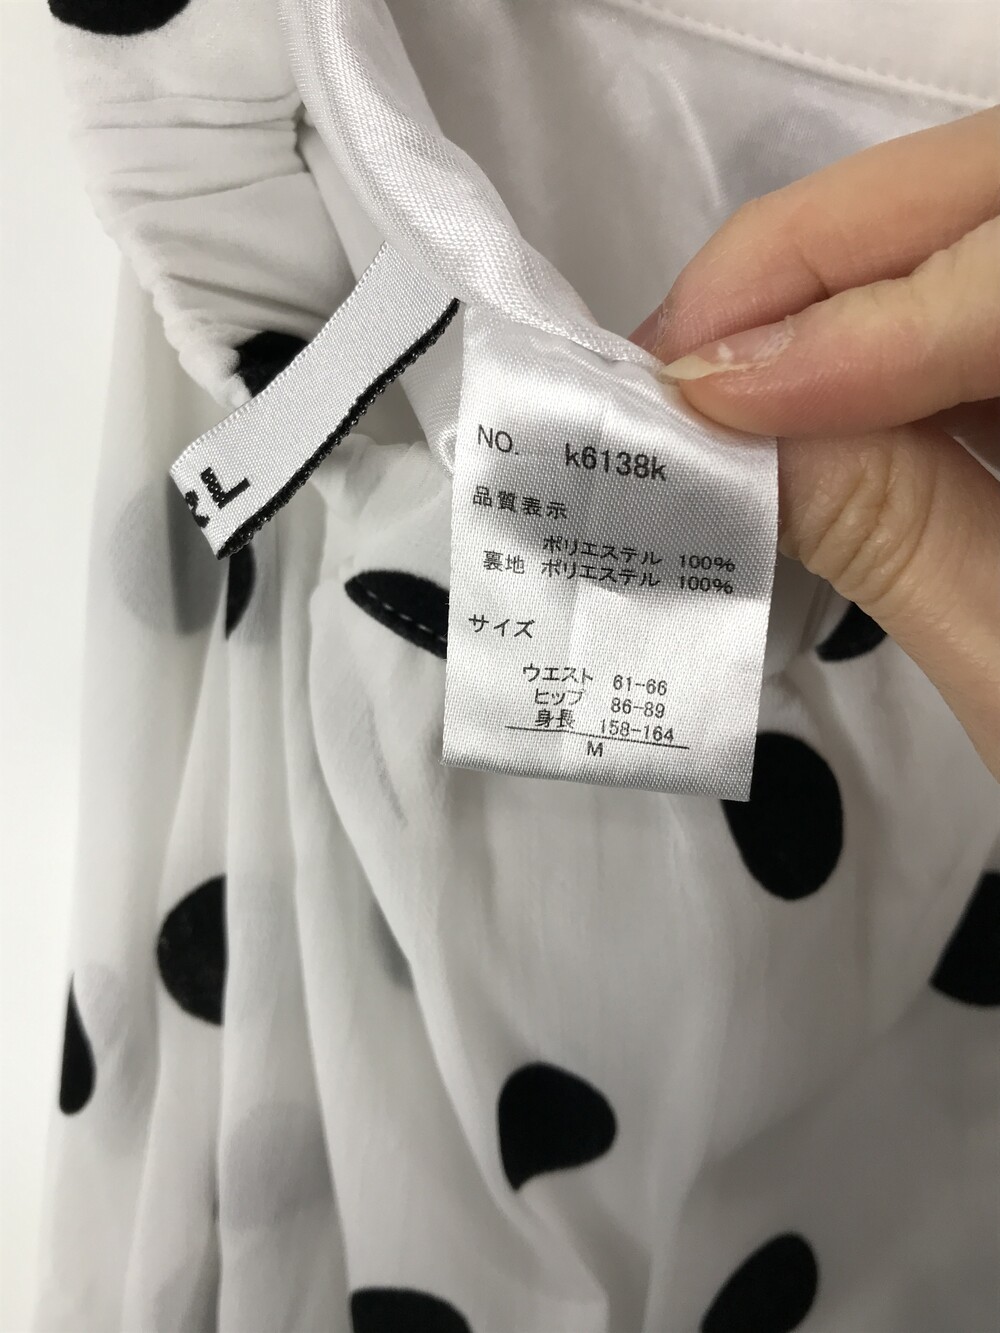 &L
NO. k6138k
品質表示
ポリエステル 100%
裏地 ポリエステル 100%
サイズ
ウエスト 61-66
ヒップ 86-89
身長 158-164
M